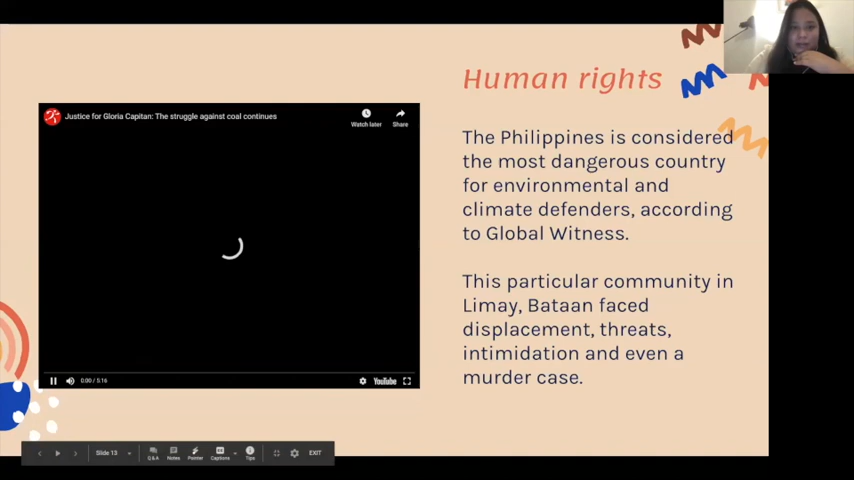 Human rights
Justice for Gloria Capitan: The struggle against coal continues
Watch later
Share
The Philippines is considered
the most dangerous country
for environmental and
climate defenders, according
to Global Witness.
This particular community in
Limay, Bataan faced
displacement, threats,
intimidation and even a
murder case.
0:00 / 5:16
YouTube
Slide 13
Q&A
Notes
Pointer
Captions
Tips
EXIT